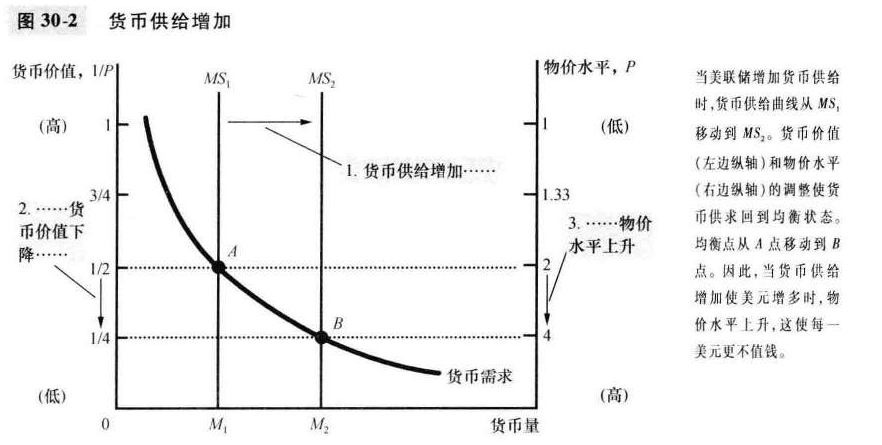 图 30-2 货币供给增加
货币价值，1/P
物价水平，P
MS₁
MS₂
(高)
1
1
(低)
1. 货币供给增加……
3/4
1.33
2. ……货
币价值下
降……
3. ……物价
水平上升
A
1/2
2
B
1/4
4
货币需求
(低)
(高)
0
M₁
M₂
货币量
当美联储增加货币供给
时，货币供给曲线从 MS₁
移动到 MS₂。货币价值
(左边纵轴)和物价水平
(右边纵轴)的调整使货
币供求回到均衡状态。
均衡点从 A 点移动到 B
点。因此，当货币供给
增加使美元增多时，物
价水平上升，这使每一
美元更不值钱。